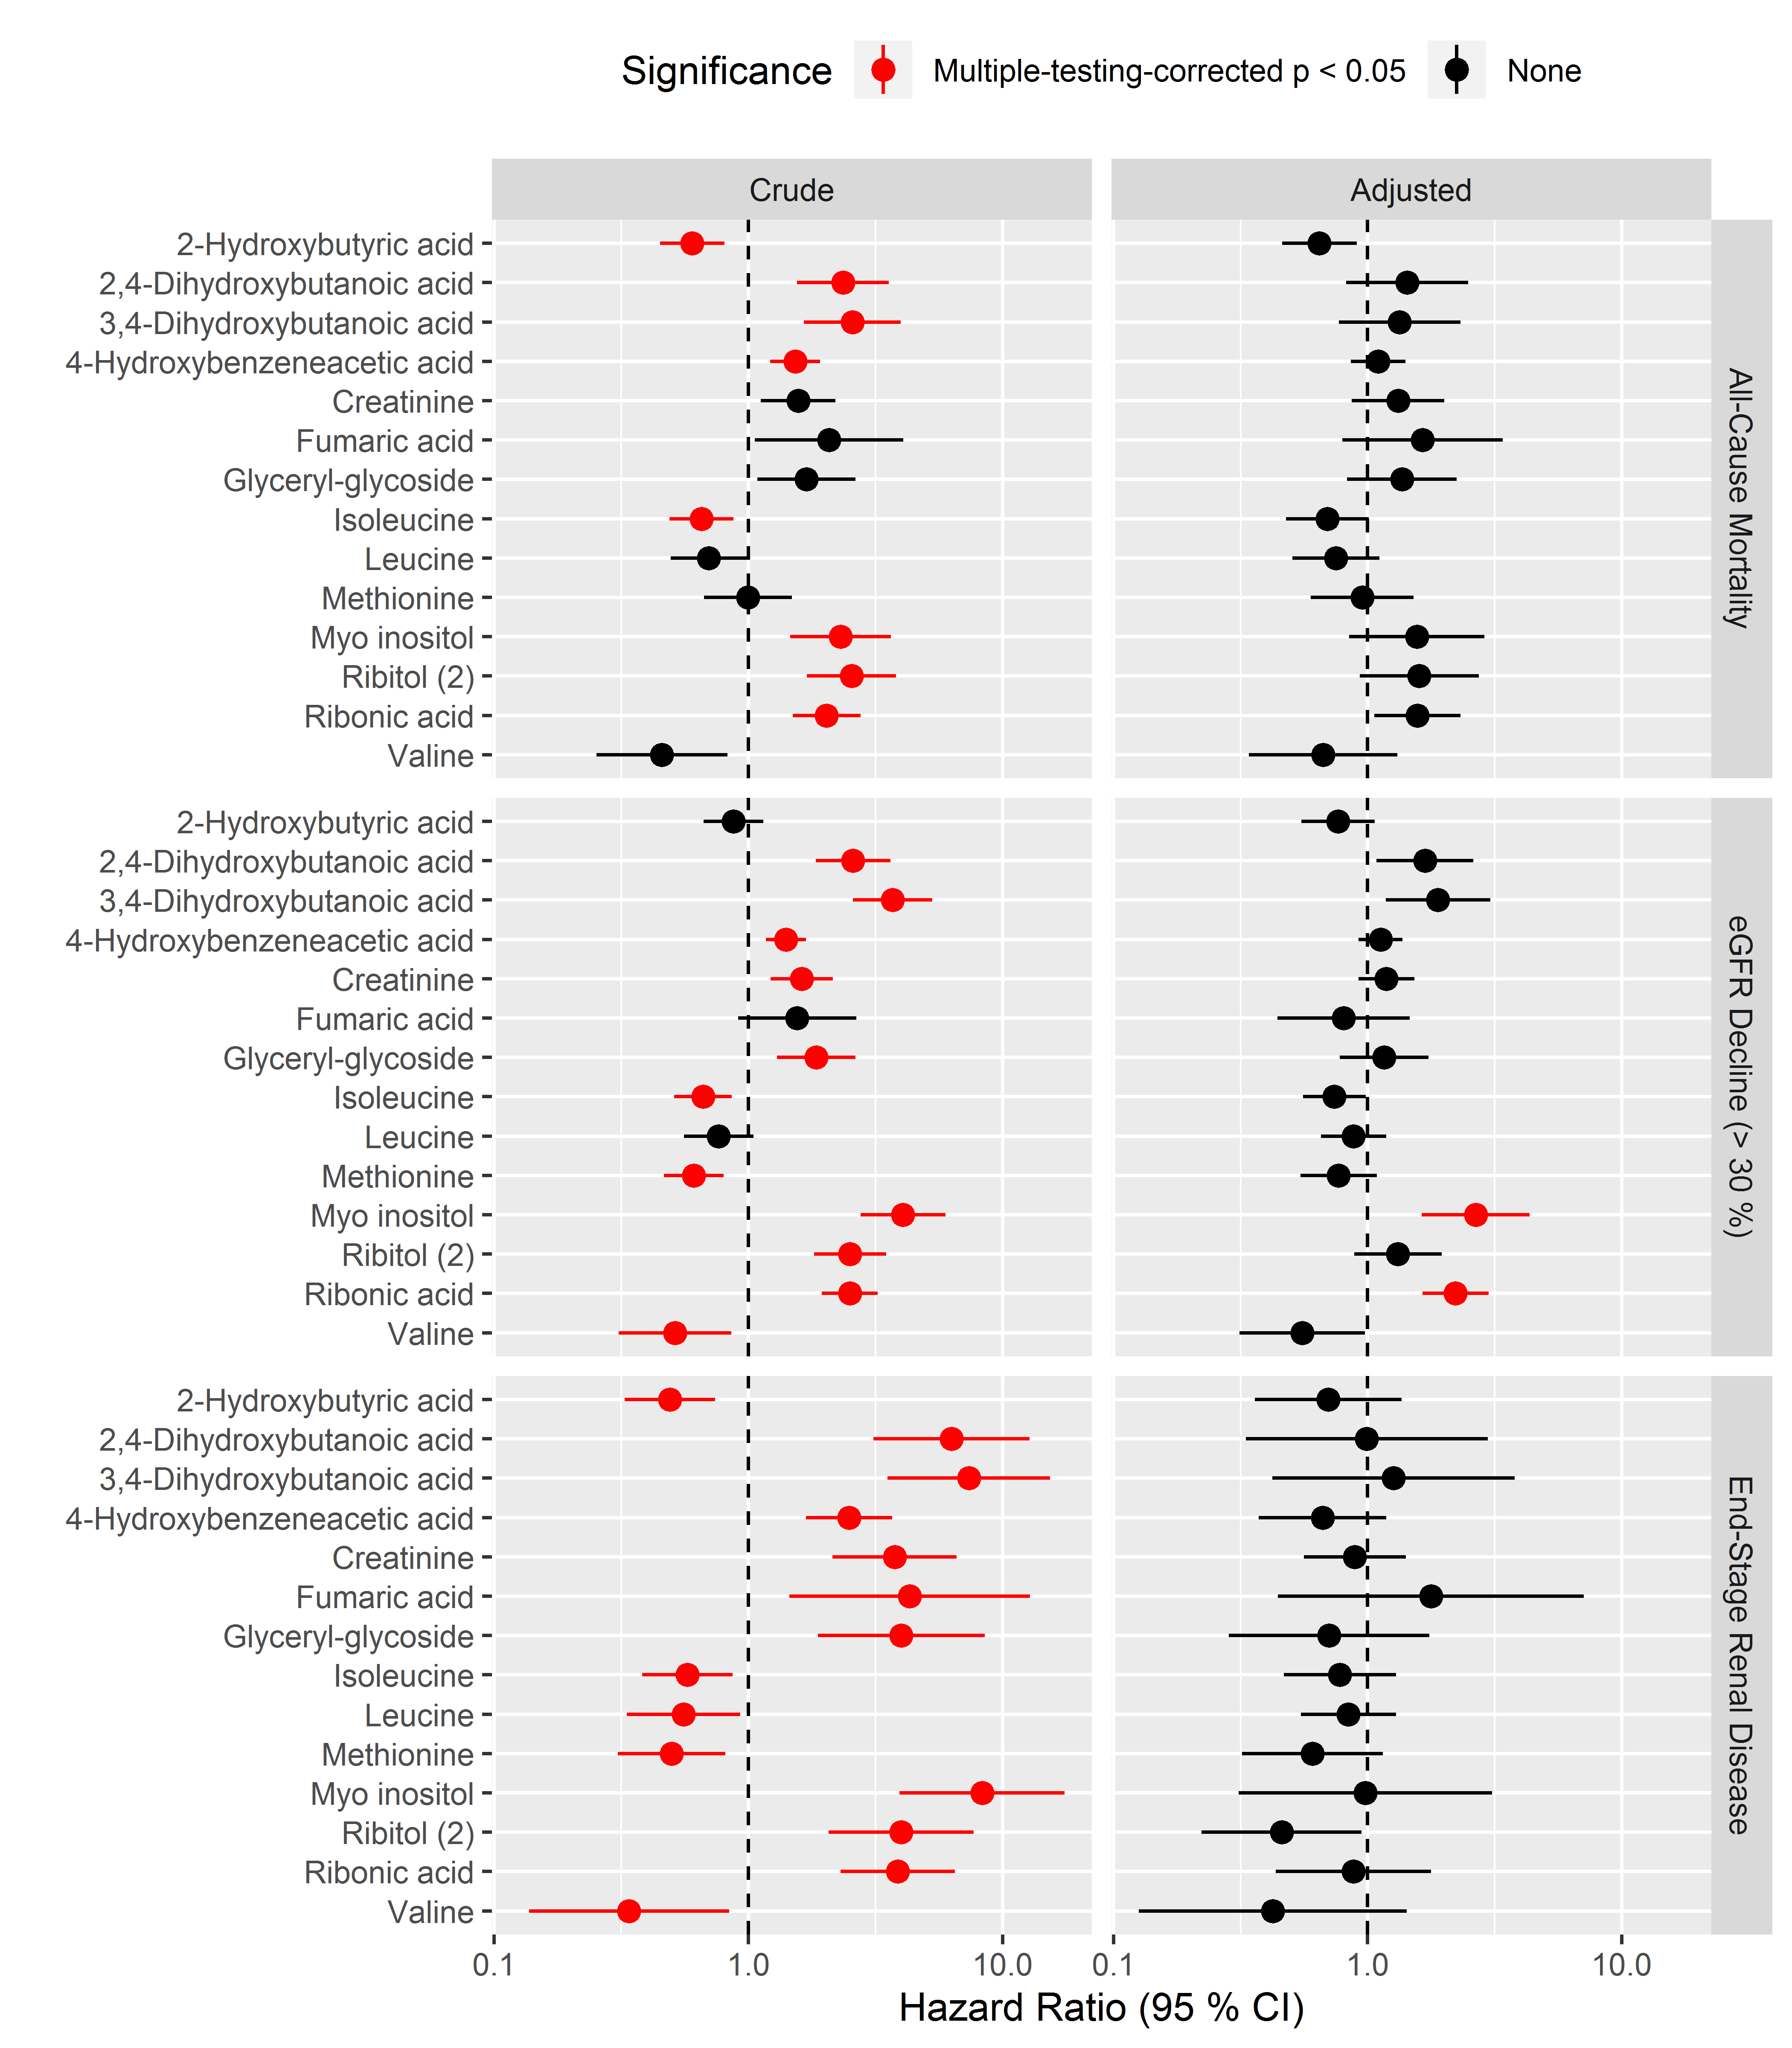 Significance Multiple-testing-corrected p < 0.05 None
Crude Adjusted
2-Hydroxybutyric acid
2,4-Dihydroxybutanoic acid
3,4-Dihydroxybutanoic acid
4-Hydroxybenzeneacetic acid
Creatinine
Fumaric acid
Glyceryl-glycoside
Isoleucine
Leucine
Methionine
Myo inositol
Ribitol (2)
Ribonic acid
Valine
All-Cause Mortality
2-Hydroxybutyric acid
2,4-Dihydroxybutanoic acid
3,4-Dihydroxybutanoic acid
4-Hydroxybenzeneacetic acid
Creatinine
Fumaric acid
Glyceryl-glycoside
Isoleucine
Leucine
Methionine
Myo inositol
Ribitol (2)
Ribonic acid
Valine
eGFR Decline (> 30 %)
2-Hydroxybutyric acid
2,4-Dihydroxybutanoic acid
3,4-Dihydroxybutanoic acid
4-Hydroxybenzeneacetic acid
Creatinine
Fumaric acid
Glyceryl-glycoside
Isoleucine
Leucine
Methionine
Myo inositol
Ribitol (2)
Ribonic acid
Valine
End-Stage Renal Disease
0.1 1.0 10.0 0.1 1.0 10.0
Hazard Ratio (95 % CI)